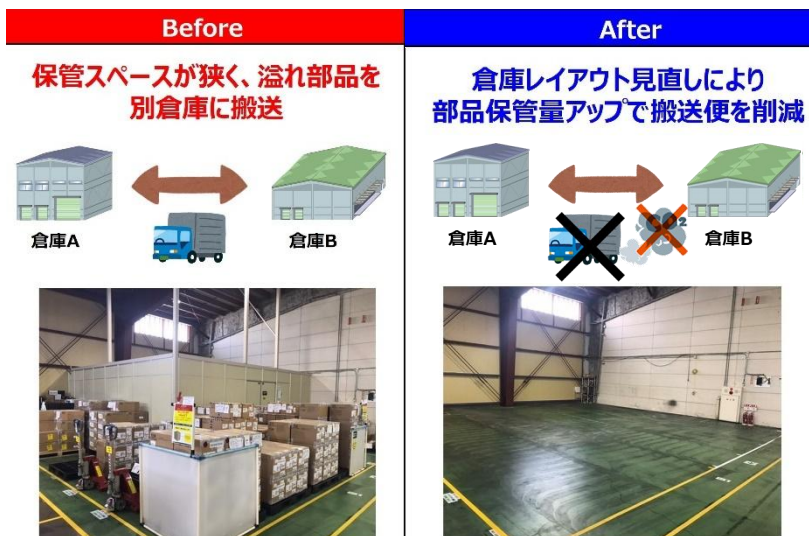 Before
保管スペースが狭く、溢れ部品を
別倉庫に搬送
倉庫A
倉庫B
After
倉庫レイアウト見直しにより
部品保管量アップで搬送便を削減
倉庫A
倉庫B